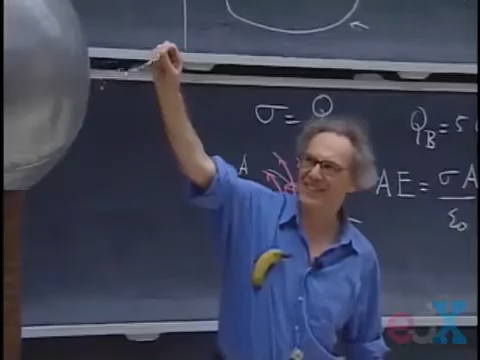 σ = Q
Q_B = 5
A
AE = σA
ε₀
edX